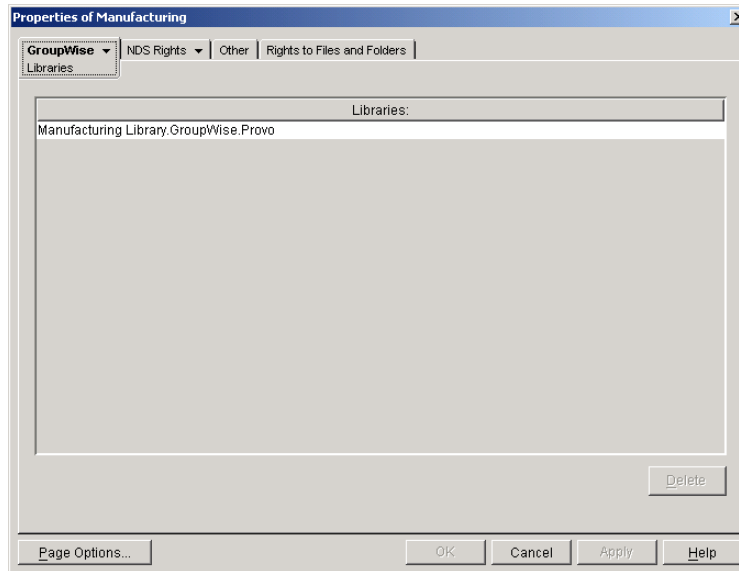 Properties of Manufacturing
GroupWise NDS Rights Other Rights to Files and Folders
Libraries
Libraries:
Manufacturing Library.GroupWise.Provo
Delete
Page Options... OK Cancel Apply Help